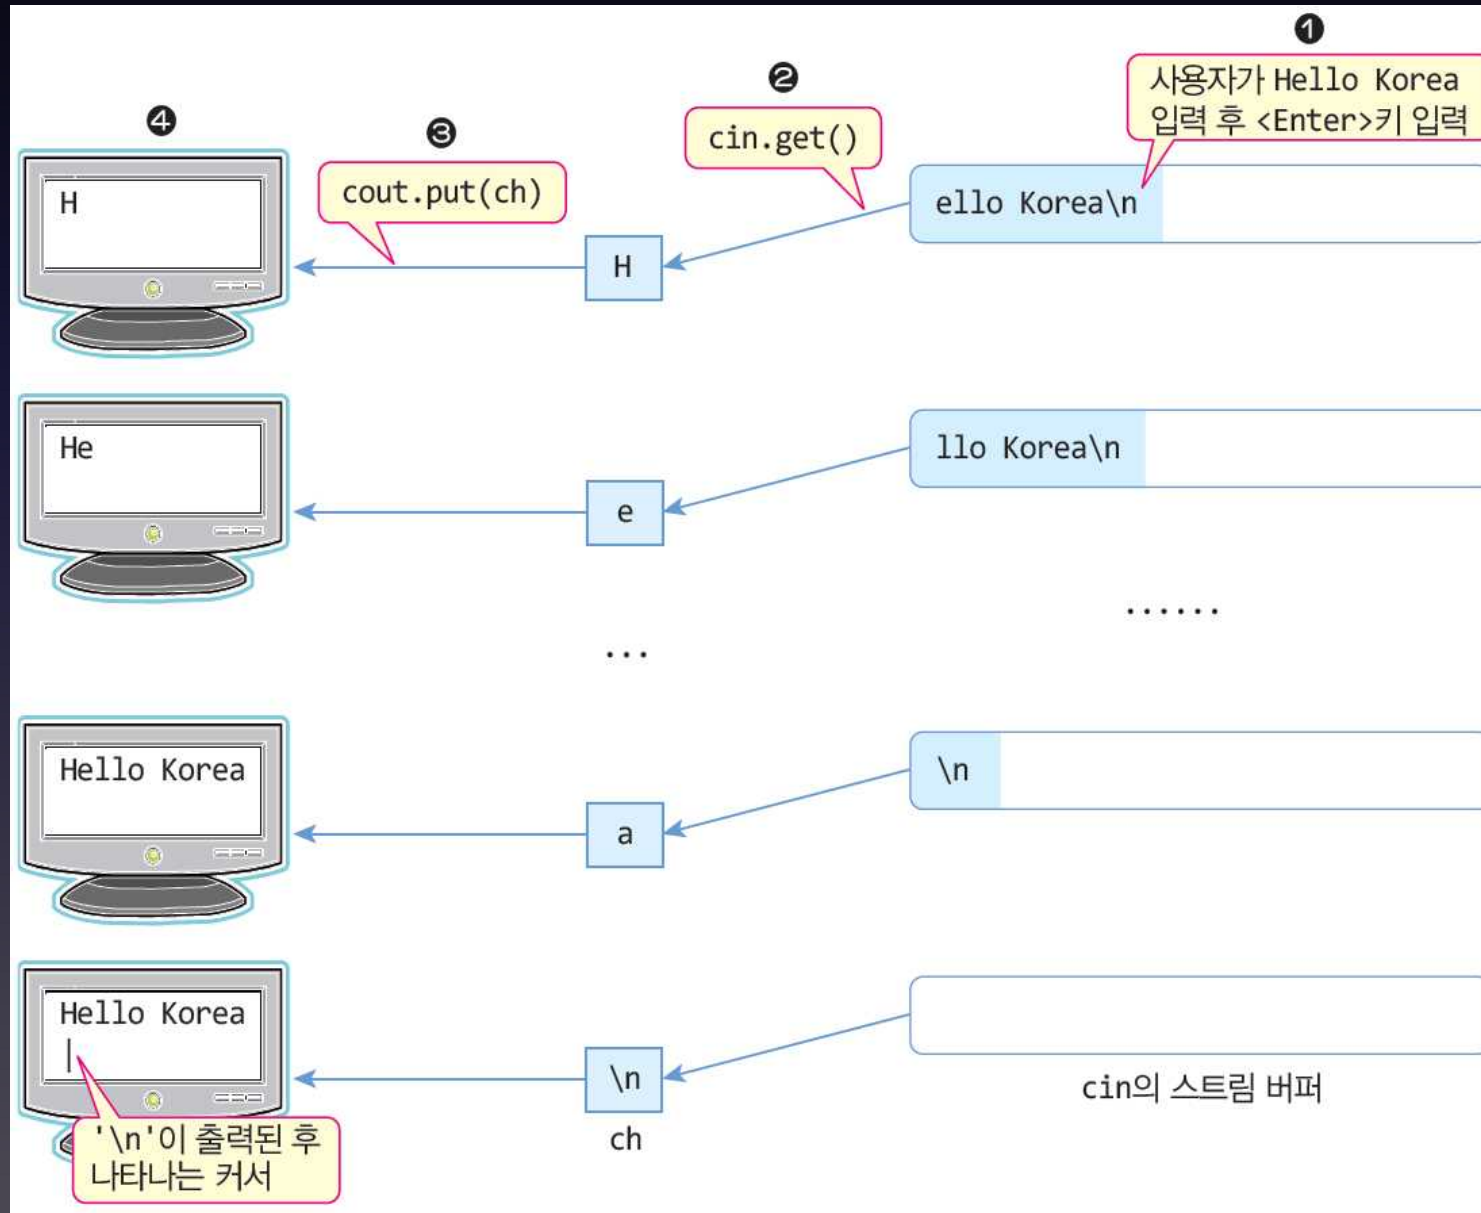 ❶
사용자가 Hello Korea
입력 후 <Enter>키 입력
❷
cin.get()
❸
cout.put(ch)
❹
H
H
ello Korea\n
He
e
llo Korea\n
......
...
Hello Korea
a
\n
Hello Korea
|
\n
ch
cin의 스트림 버퍼
'\n'이 출력된 후
나타나는 커서